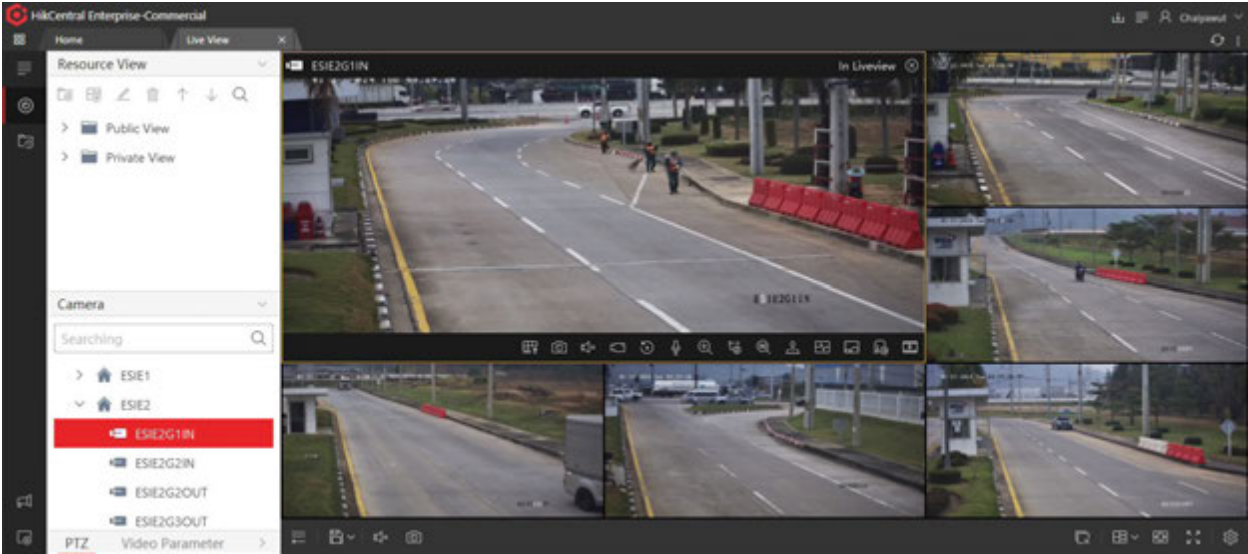 HikCentral Enterprise-Commercial
Chaiyawut
Home
Live View
Resource View
Public View
Private View
Camera
Searching
ESIE1
ESIE2
ESIE2G1IN
ESIE2G2IN
ESIE2G2OUT
ESIE2G3OUT
PTZ
Video Parameter
ESIE2G1IN
In Liveview